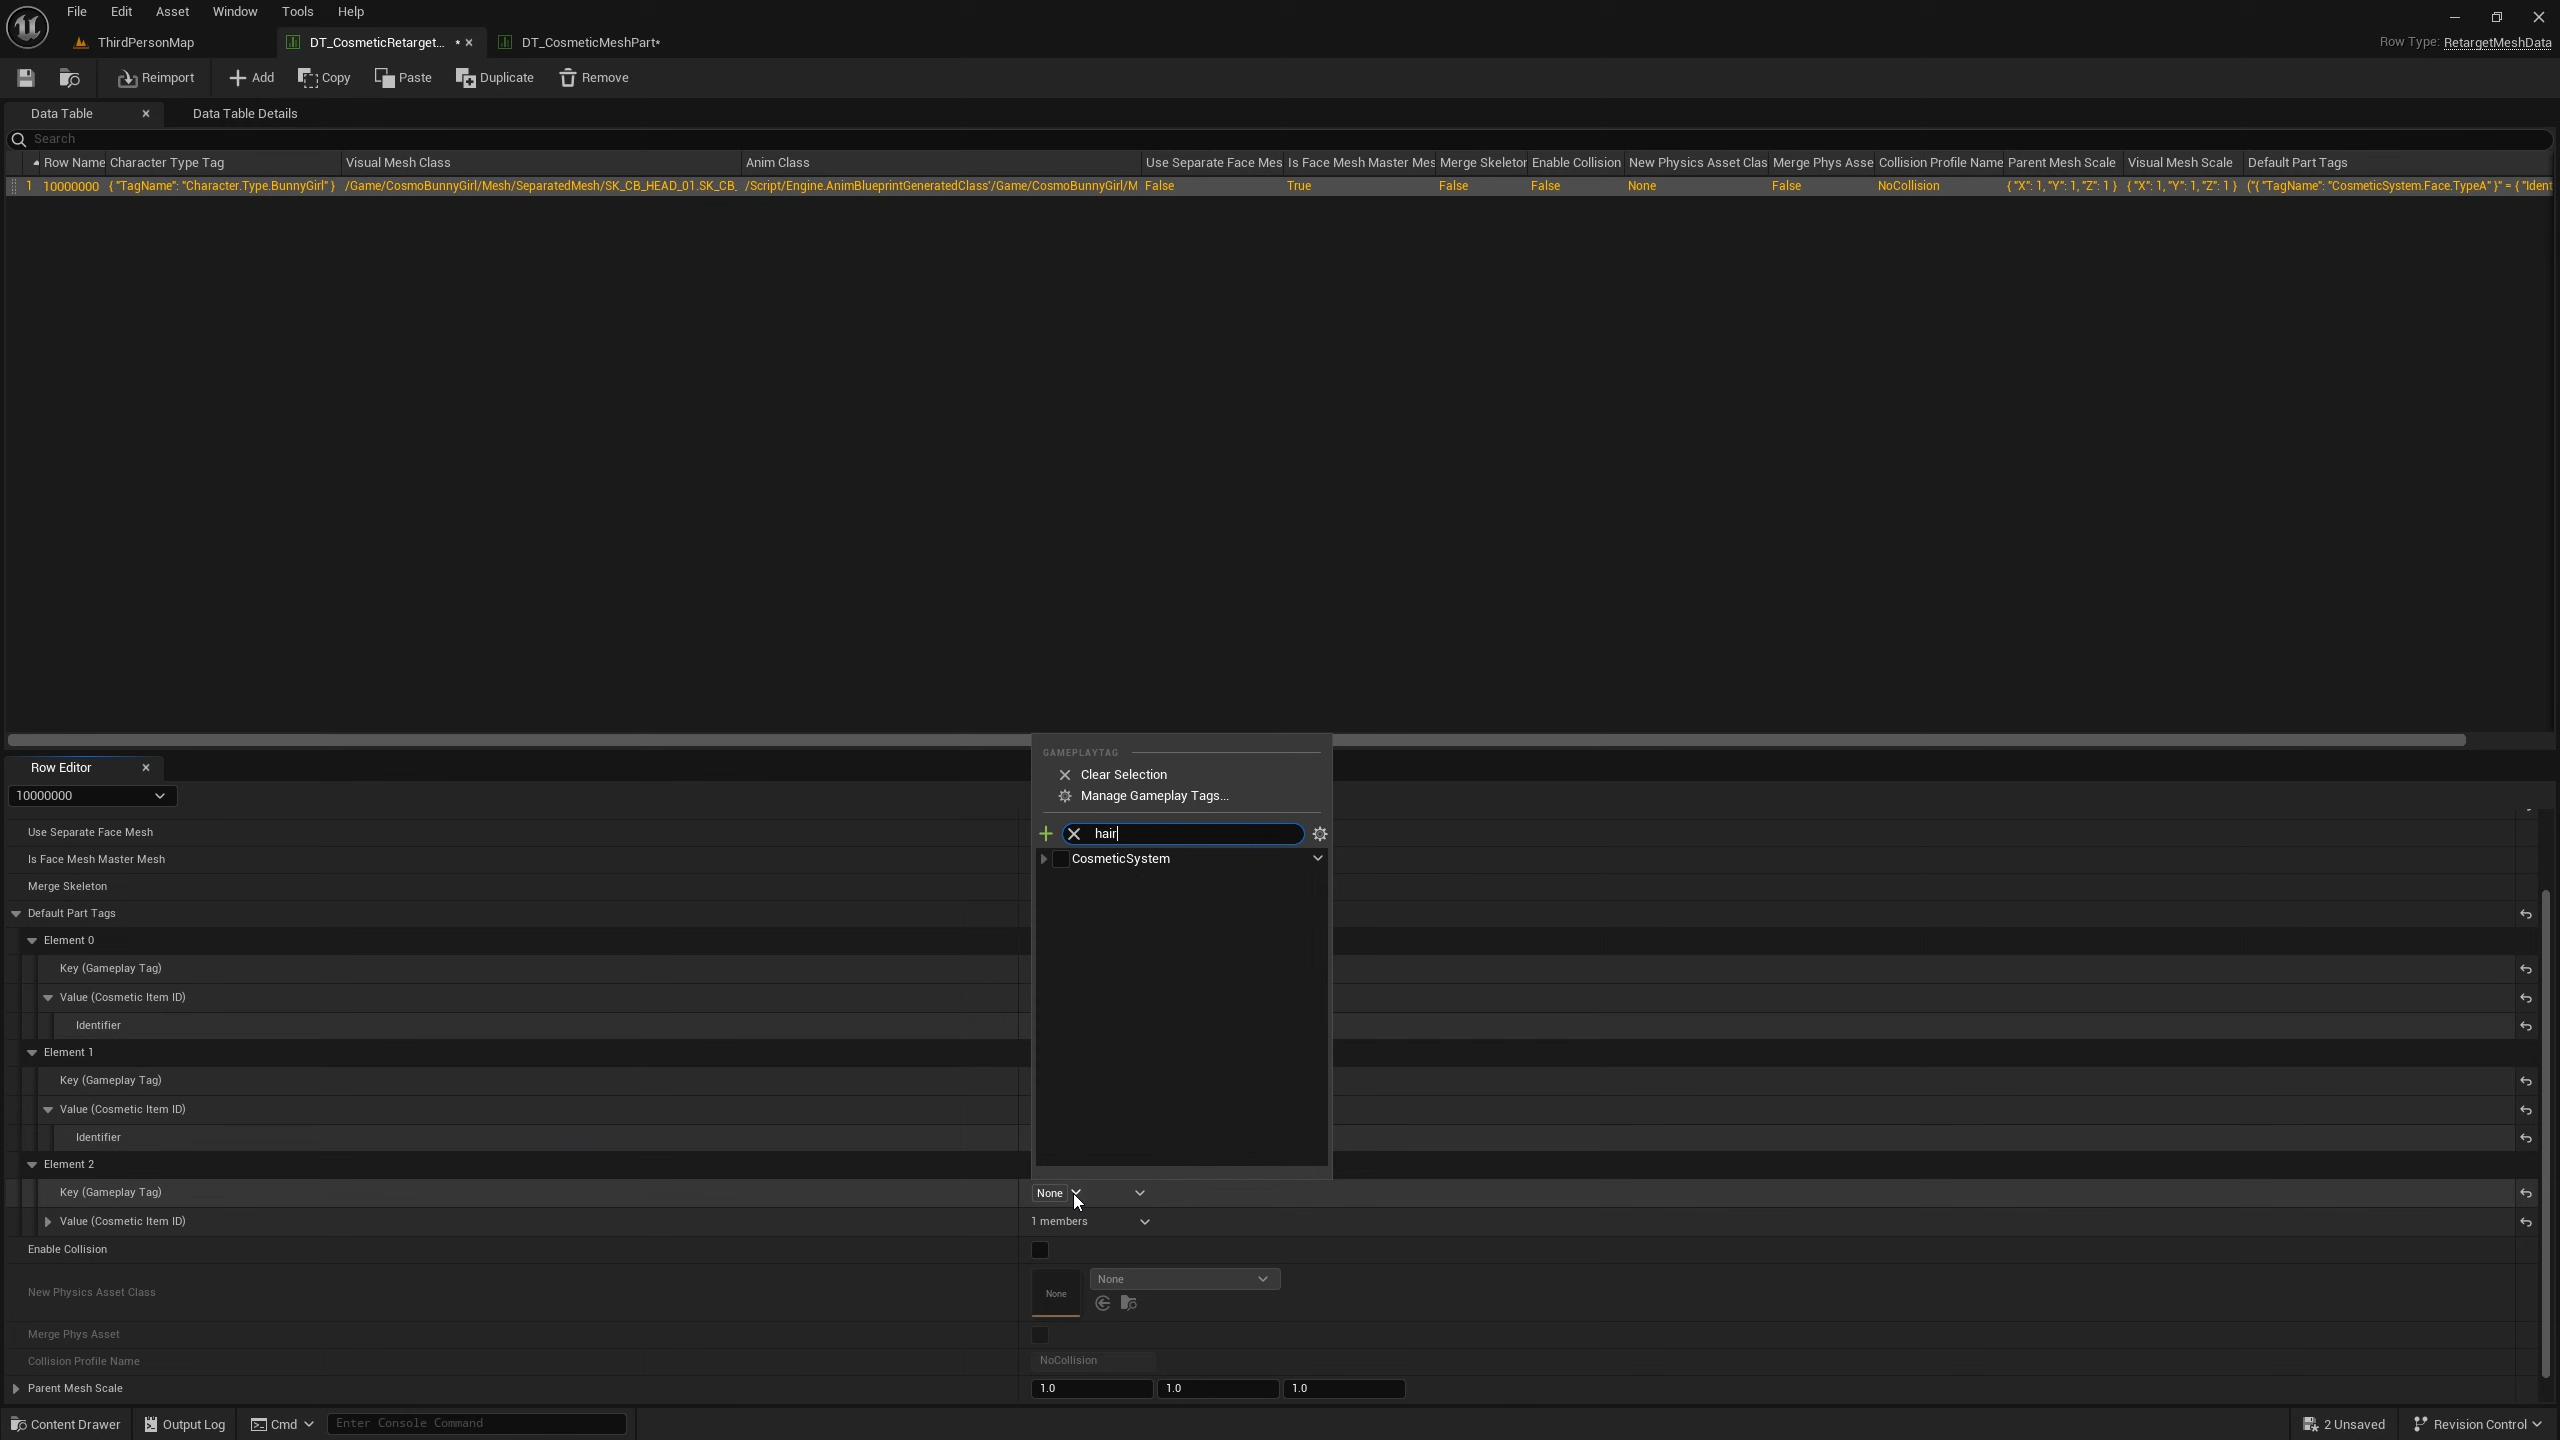 File Edit Asset Window Tools Help
ThirdPersonMap DT_CosmeticRetarget... * DT_CosmeticMeshPart*
Row Type: RetargetMeshData
Reimport Add Copy Paste Duplicate Remove
Data Table Data Table Details
Search
Row Name Character Type Tag Visual Mesh Class Anim Class Use Separate Face Mes Is Face Mesh Master Mes Merge Skeletor Enable Collision New Physics Asset Clas Merge Phys Asse Collision Profile Name Parent Mesh Scale Visual Mesh Scale Default Part Tags
1 10000000 { "TagName": "Character.Type.BunnyGirl" } /Game/CosmoBunnyGirl/Mesh/SeparatedMesh/SK_CB_HEAD_01.SK_CB_ /Script/Engine.AnimBlueprintGeneratedClass'/Game/CosmoBunnyGirl/M False True False False None False NoCollision { "X": 1, "Y": 1, "Z": 1 } { "X": 1, "Y": 1, "Z": 1 } ("{ "TagName": "CosmeticSystem.Face.TypeA" }" = { "Ident
GAMEPLAYTAG
Clear Selection
Manage Gameplay Tags...
hair
CosmeticSystem
Row Editor
10000000
Use Separate Face Mesh
Is Face Mesh Master Mesh
Merge Skeleton
Default Part Tags
Element 0
Key (Gameplay Tag)
Value (Cosmetic Item ID)
Identifier
Element 1
Key (Gameplay Tag)
Value (Cosmetic Item ID)
Identifier
Element 2
Key (Gameplay Tag) None
Value (Cosmetic Item ID) 1 members
Enable Collision
New Physics Asset Class None None
Merge Phys Asset
Collision Profile Name NoCollision
Parent Mesh Scale 1.0 1.0 1.0
Content Drawer Output Log Cmd Enter Console Command 2 Unsaved Revision Control